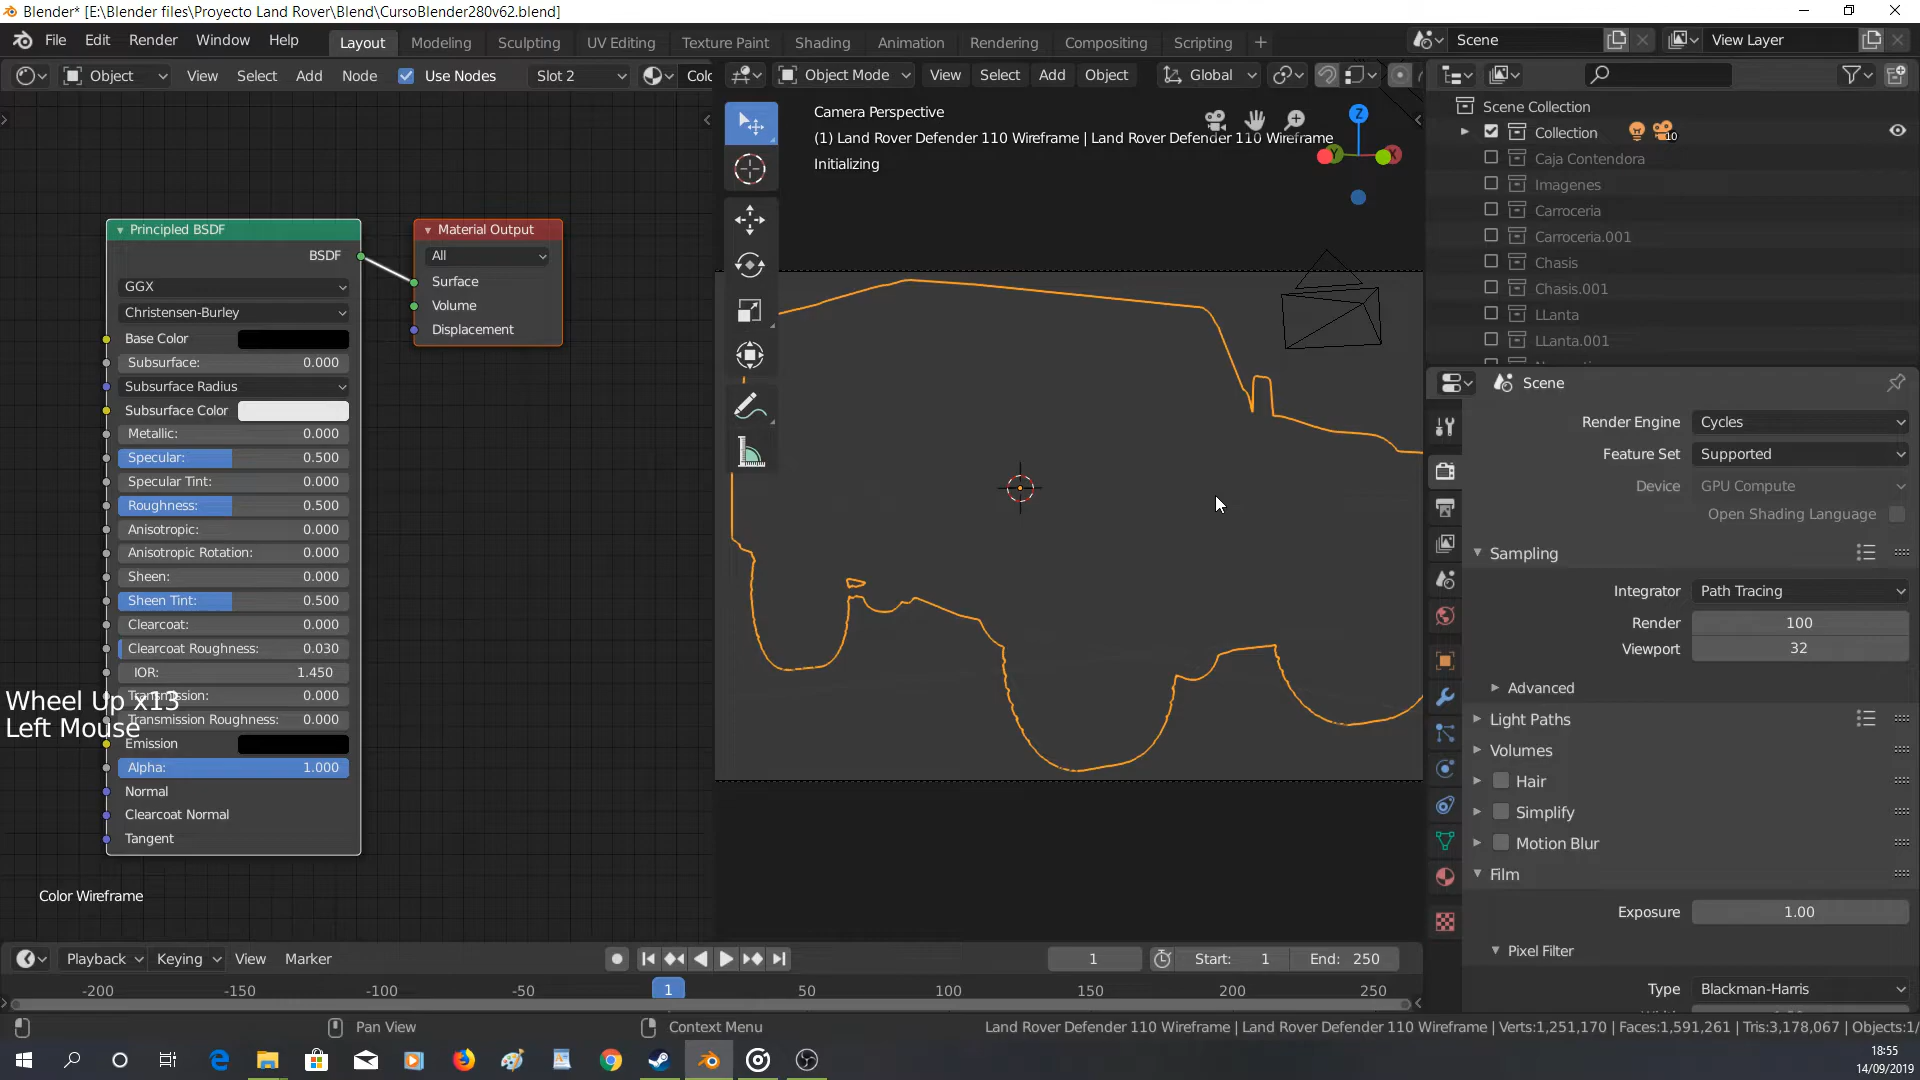 Blender* [E:\Blender files\Proyecto Land Rover\Blend\CursoBlender280v62.blend]
File Edit Render Window Help
Layout Modeling Sculpting UV Editing Texture Paint Shading Animation Rendering Compositing Scripting +
Scene
View Layer
Object View Select Add Node Use Nodes Slot 2 Colo
Object Mode View Select Add Object Global
Camera Perspective
(1) Land Rover Defender 110 Wireframe | Land Rover Defender 110 Wireframe
Initializing
Z
Y
X
Scene Collection
Collection
10
Caja Contendora
Imagenes
Carroceria
Carroceria.001
Chasis
Chasis.001
LLanta
LLanta.001
Principled BSDF
BSDF
GGX
Christensen-Burley
Base Color
Subsurface: 0.000
Subsurface Radius
Subsurface Color
Metallic: 0.000
Specular: 0.500
Specular Tint: 0.000
Roughness: 0.500
Anisotropic: 0.000
Anisotropic Rotation: 0.000
Sheen: 0.000
Sheen Tint: 0.500
Clearcoat: 0.000
Clearcoat Roughness: 0.030
IOR: 1.450
Transmission: 0.000
Transmission Roughness: 0.000
Emission
Alpha: 1.000
Normal
Clearcoat Normal
Tangent
Material Output
All
Surface
Volume
Displacement
Wheel Up x13
Left Mouse
Color Wireframe
Scene
Render Engine Cycles
Feature Set Supported
Device GPU Compute
Open Shading Language
Sampling
Integrator Path Tracing
Render 100
Viewport 32
Advanced
Light Paths
Volumes
Hair
Simplify
Motion Blur
Film
Exposure 1.00
Pixel Filter
Type Blackman-Harris
Playback Keying View Marker
1
Start: 1
End: 250
-200 -150 -100 -50 1 50 100 150 200 250
Pan View
Context Menu
Land Rover Defender 110 Wireframe | Land Rover Defender 110 Wireframe | Verts:1,251,170 | Faces:1,591,261 | Tris:3,178,067 | Objects:1/
18:55
14/09/2019